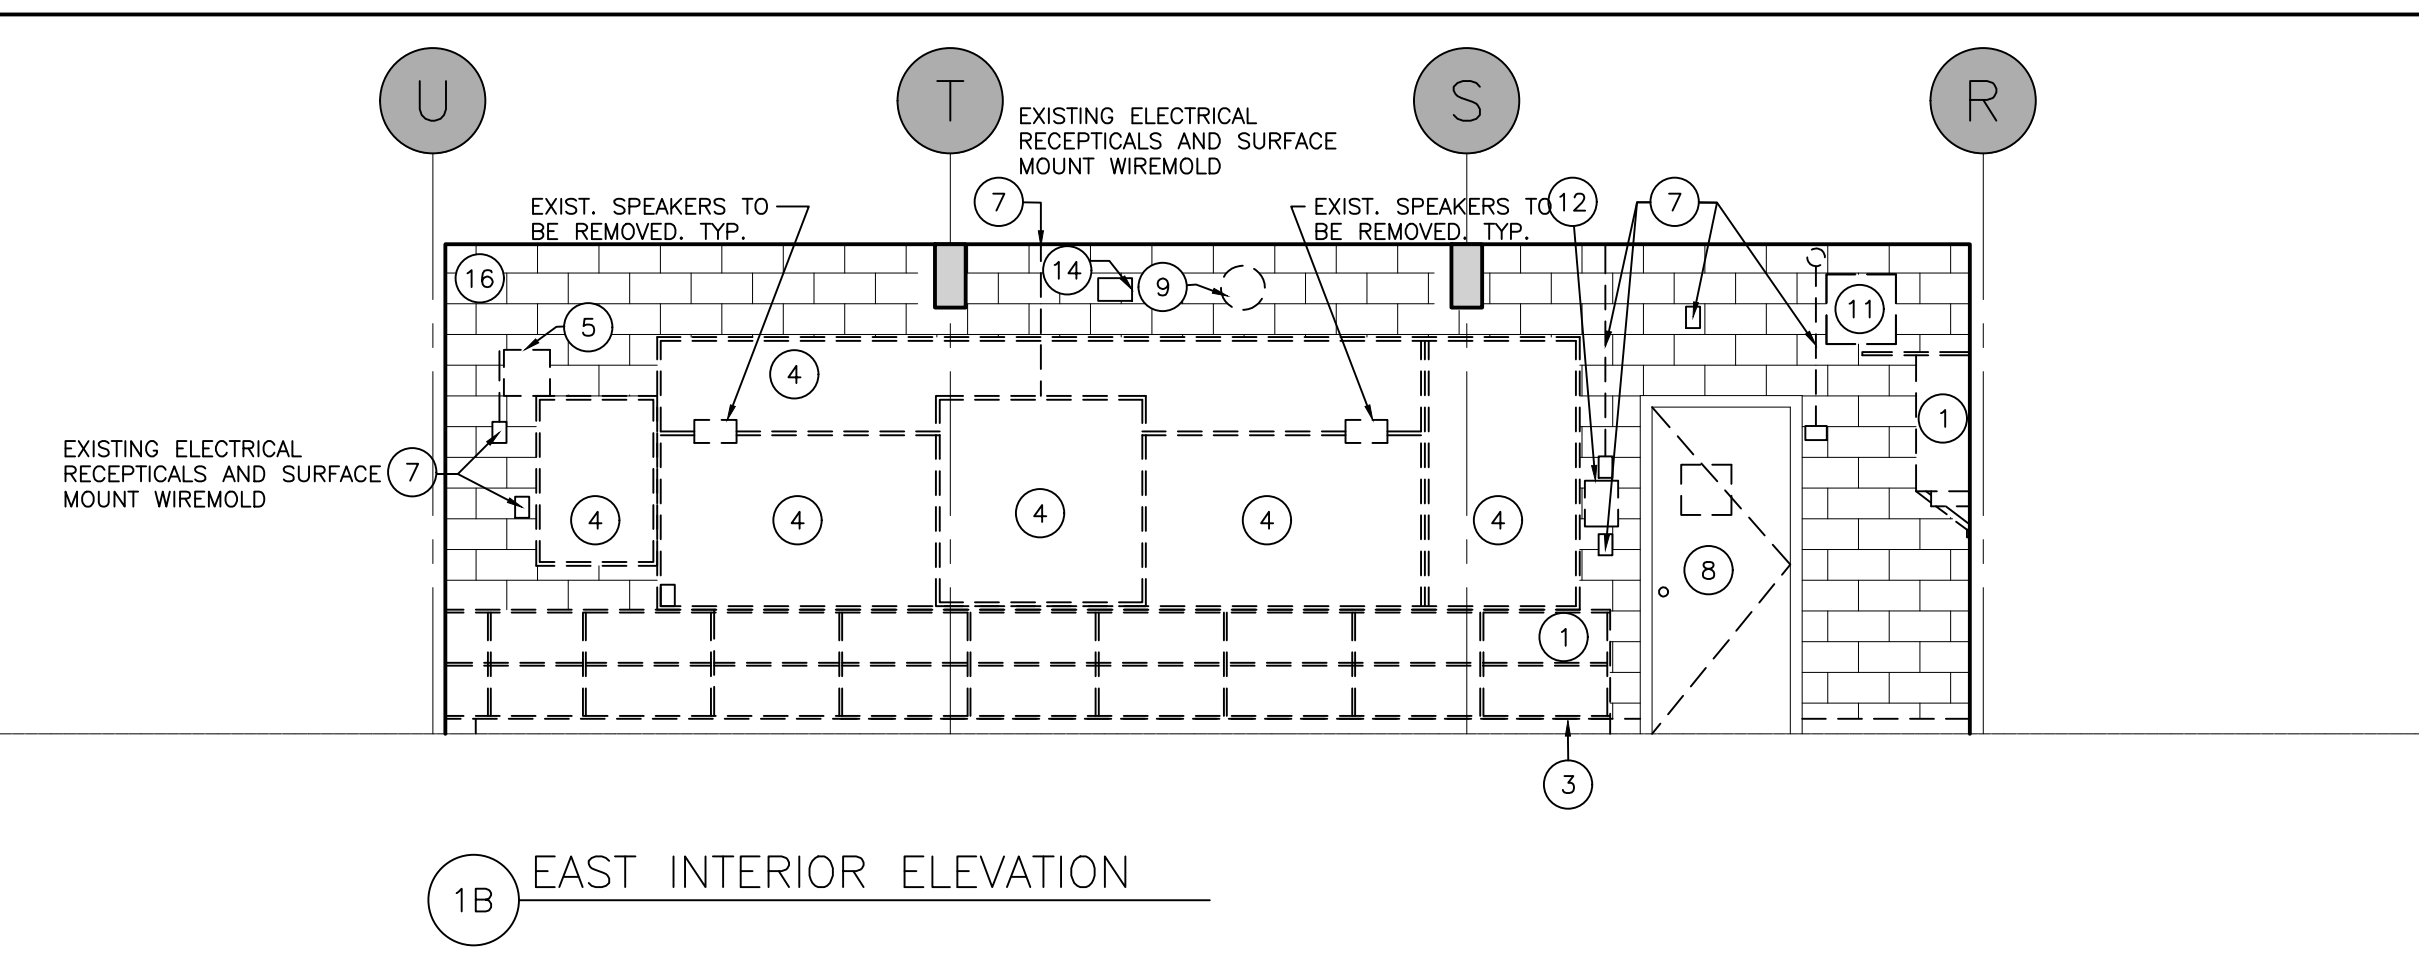 U
T
S
R
EXISTING ELECTRICAL
RECEPTICALS AND SURFACE
MOUNT WIREMOLD
7
EXIST. SPEAKERS TO
BE REMOVED. TYP.
EXIST. SPEAKERS TO
BE REMOVED. TYP.
12
7
16
14
9
11
5
4
1
EXISTING ELECTRICAL
RECEPTICALS AND SURFACE
MOUNT WIREMOLD
7
4
4
4
4
4
8
1
3
1B
EAST INTERIOR ELEVATION